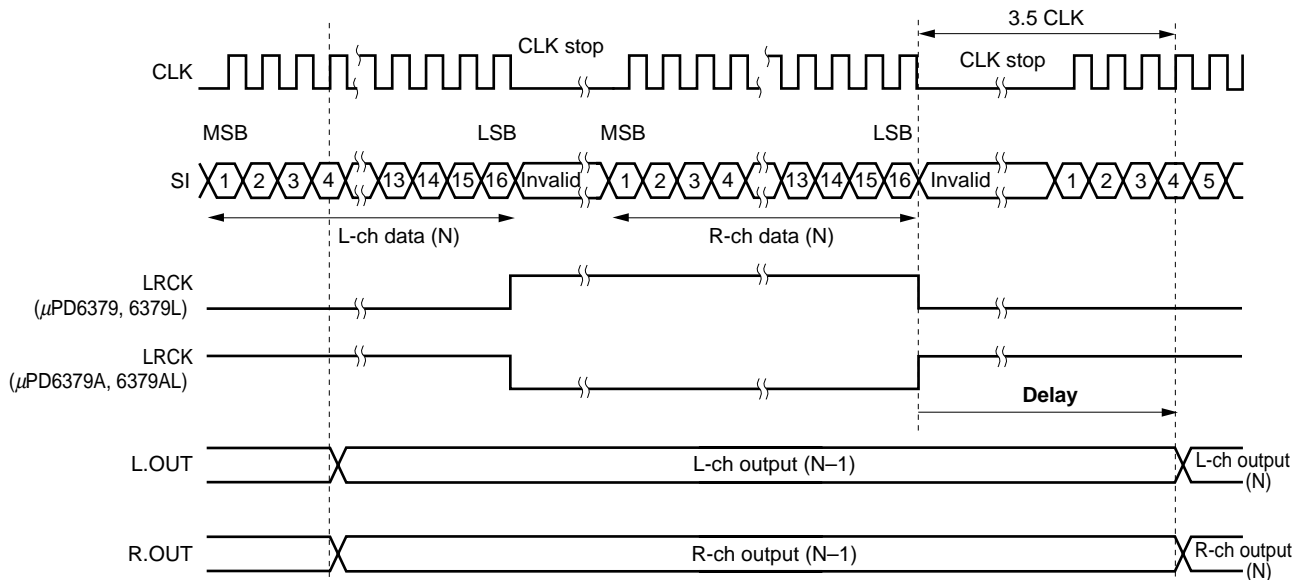 3.5 CLK
CLK
CLK stop
CLK stop
MSB
LSB
MSB
LSB
SI
1 2 3 4 13 14 15 16 Invalid 1 2 3 4 13 14 15 16 Invalid 1 2 3 4 5
L-ch data (N)
R-ch data (N)
LRCK
(μPD6379, 6379L)
LRCK
(μPD6379A, 6379AL)
Delay
L.OUT
L-ch output (N–1)
L-ch output
(N)
R.OUT
R-ch output (N–1)
R-ch output
(N)